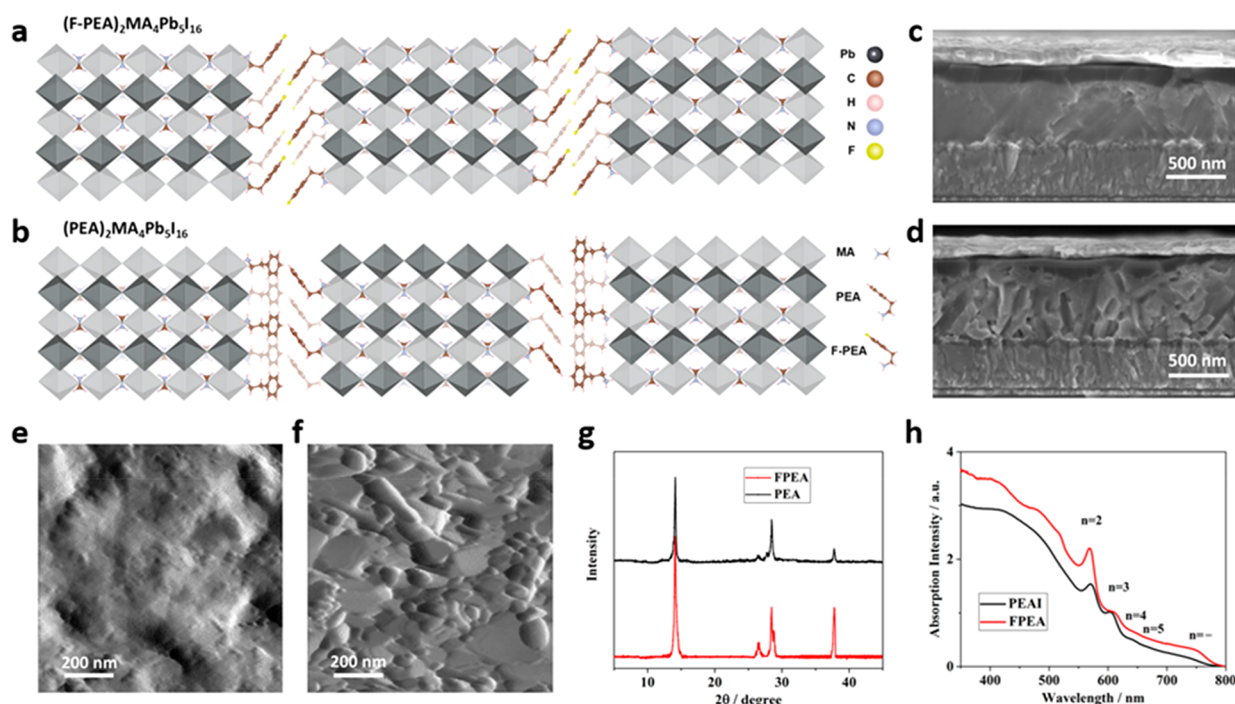 a
(F-PEA)₂MA₄Pb₅I₁₆
Pb
C
H
N
F
c
500 nm
b
(PEA)₂MA₄Pb₅I₁₆
MA
PEA
F-PEA
d
500 nm
e
200 nm
f
200 nm
g
FPEA
PEA
Intensity
10
20
30
40
2θ / degree
h
4
2
0
Absorption Intensity / a.u.
n=2
n=3
n=4
n=5
n=∞
PEAI
FPEA
400
500
600
700
800
Wavelength / nm